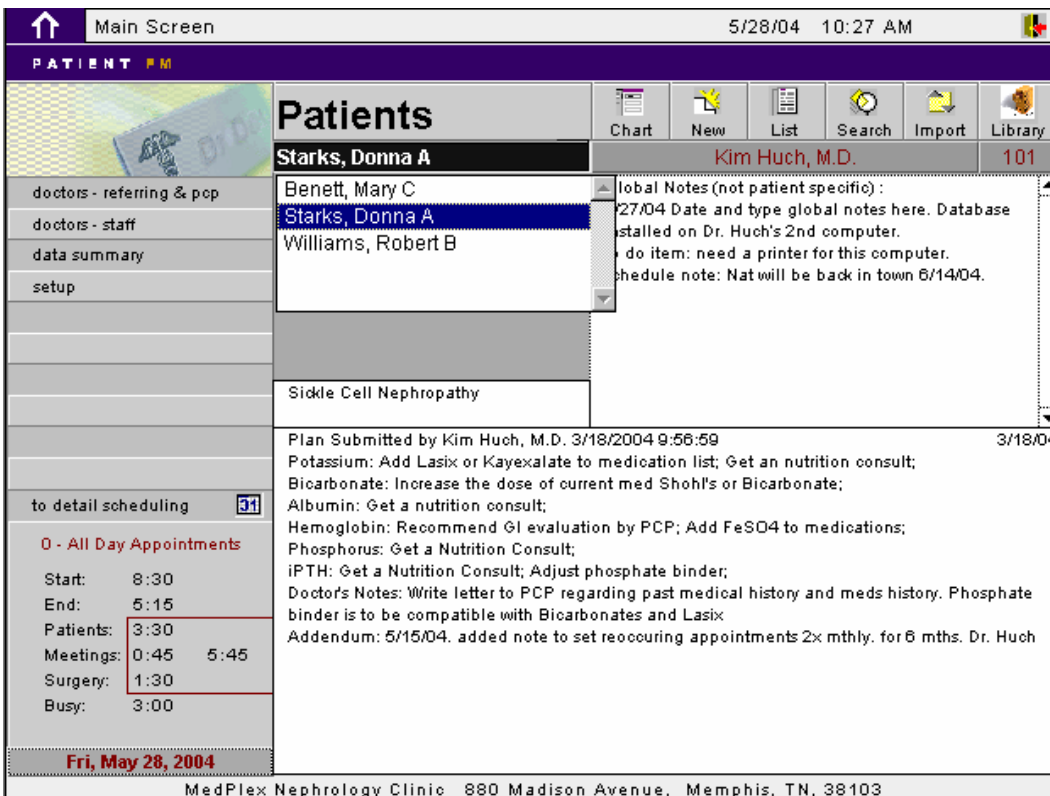 Main Screen 5/28/04 10:27 AM
PATIENT PM
Patients
Chart New List Search Import Library
Starks, Donna A Kim Huch, M.D. 101
doctors - referring & pcp
doctors - staff
data summary
setup
Benett, Mary C
Starks, Donna A
Williams, Robert B
lobal Notes (not patient specific) :
/27/04 Date and type global notes here. Database
stalled on Dr. Huch's 2nd computer.
do item: need a printer for this computer.
hedule note: Nat will be back in town 6/14/04.
Sickle Cell Nephropathy
Plan Submitted by Kim Huch, M.D. 3/18/2004 9:56:59 3/18/04
Potassium: Add Lasix or Kayexalate to medication list; Get an nutrition consult;
Bicarbonate: Increase the dose of current med Shohl's or Bicarbonate;
Albumin: Get a nutrition consult;
Hemoglobin: Recommend GI evaluation by PCP; Add FeSO4 to medications;
Phosphorus: Get a Nutrition Consult;
iPTH: Get a Nutrition Consult; Adjust phosphate binder;
Doctor's Notes: Write letter to PCP regarding past medical history and meds history. Phosphate
binder is to be compatible with Bicarbonates and Lasix
Addendum: 5/15/04. added note to set reoccuring appointments 2x mthly. for 6 mths. Dr. Huch
to detail scheduling 31
0 - All Day Appointments
Start: 8:30
End: 5:15
Patients: 3:30
Meetings: 0:45 5:45
Surgery: 1:30
Busy: 3:00
Fri, May 28, 2004
MedPlex Nephrology Clinic 880 Madison Avenue, Memphis, TN, 38103